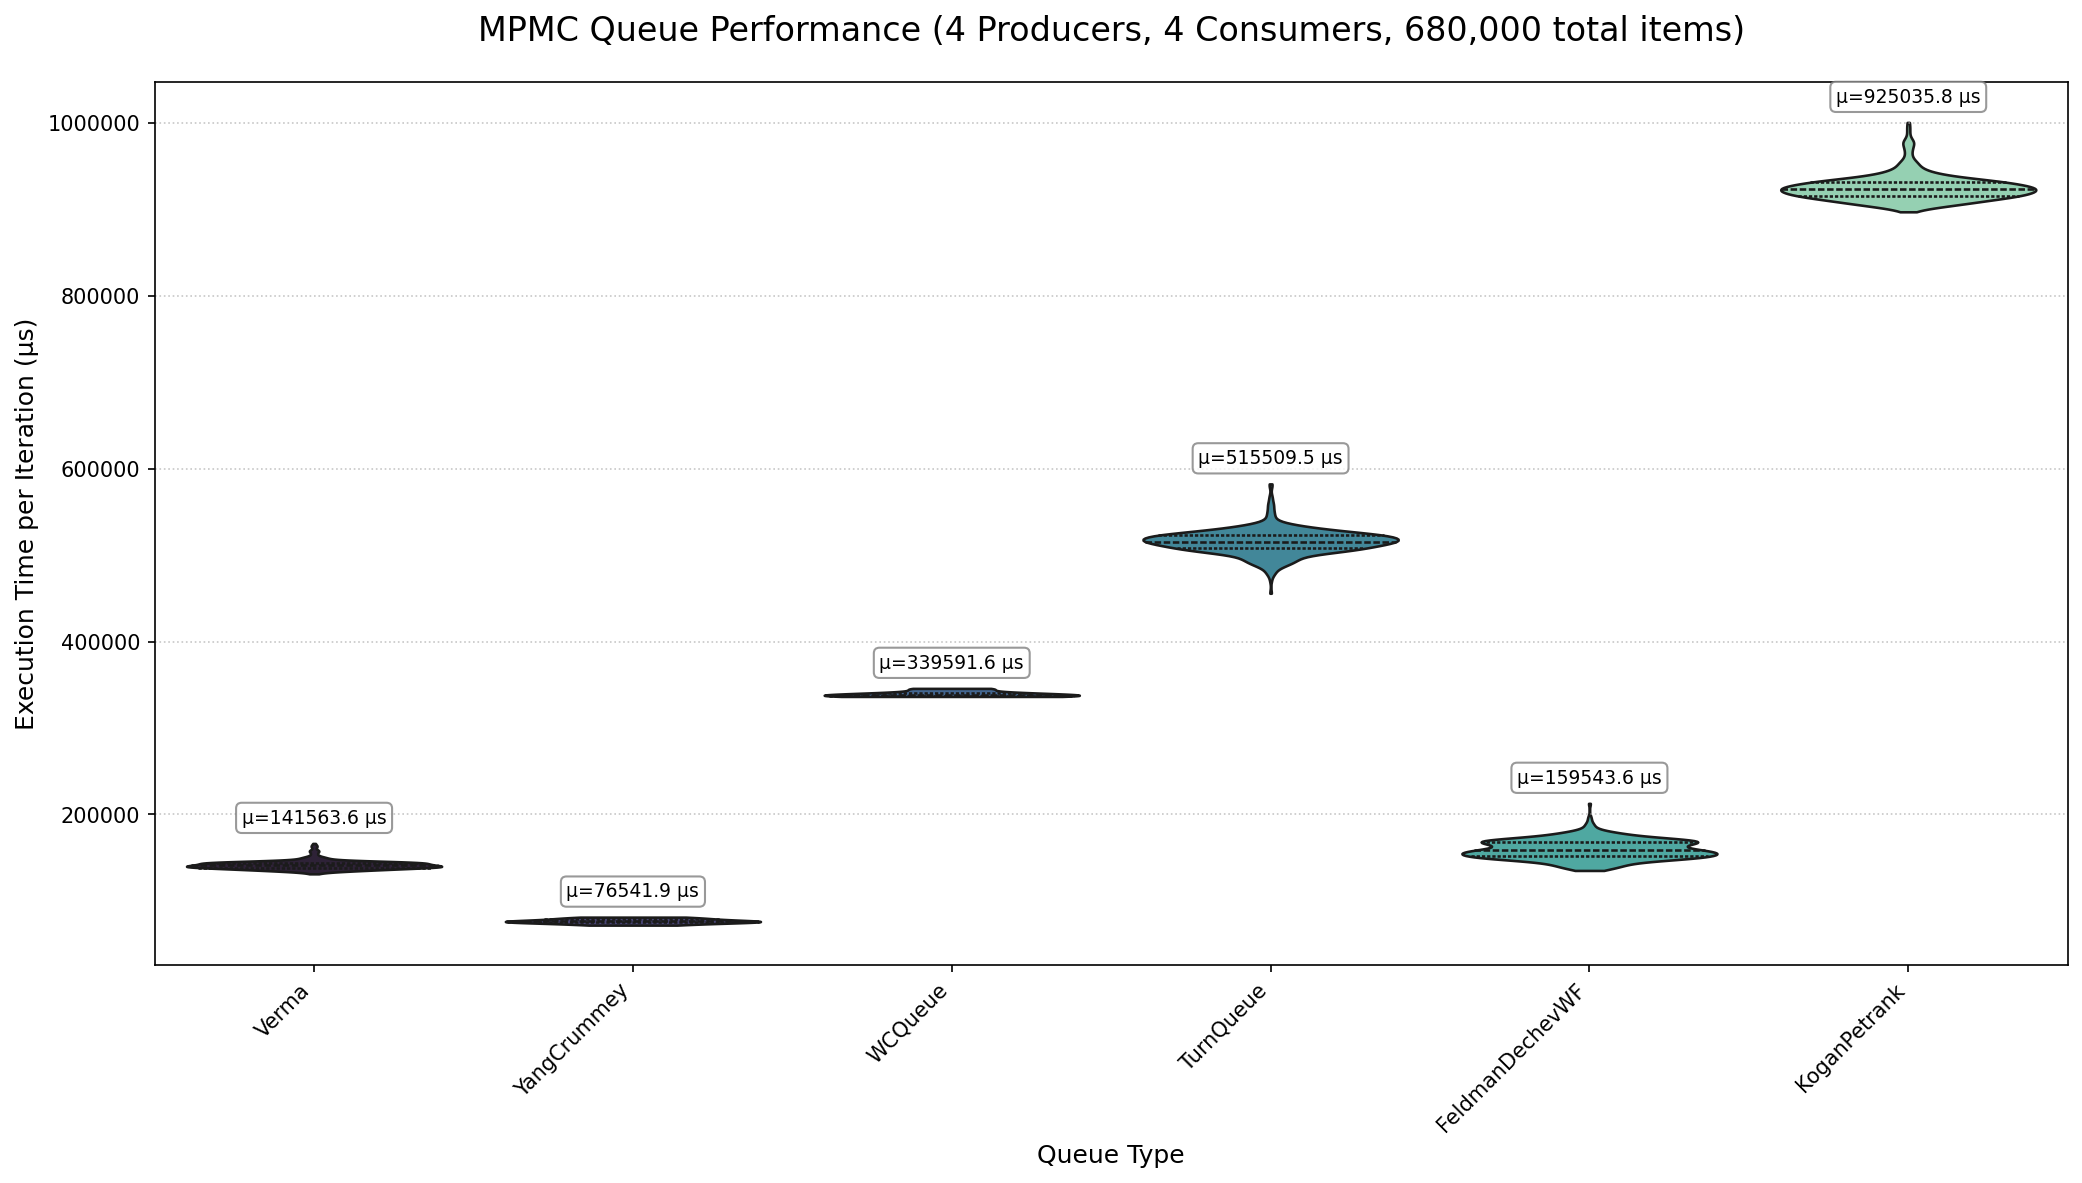 MPMC Queue Performance (4 Producers, 4 Consumers, 680,000 total items)
Execution Time per Iteration (µs)
1000000
800000
600000
400000
200000
µ=141563.6 µs
µ=76541.9 µs
µ=339591.6 µs
µ=515509.5 µs
µ=159543.6 µs
µ=925035.8 µs
Verma
YangCrummey
WCQueue
TurnQueue
FeldmanDechevWF
KoganPetrank
Queue Type